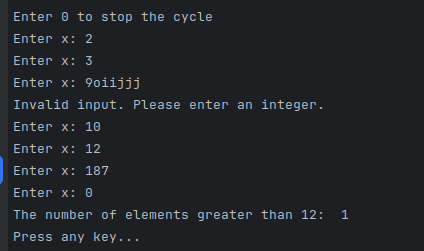 Enter 0 to stop the cycle
Enter x: 2
Enter x: 3
Enter x: 9oiijjj
Invalid input. Please enter an integer.
Enter x: 10
Enter x: 12
Enter x: 187
Enter x: 0
The number of elements greater than 12:  1
Press any key...